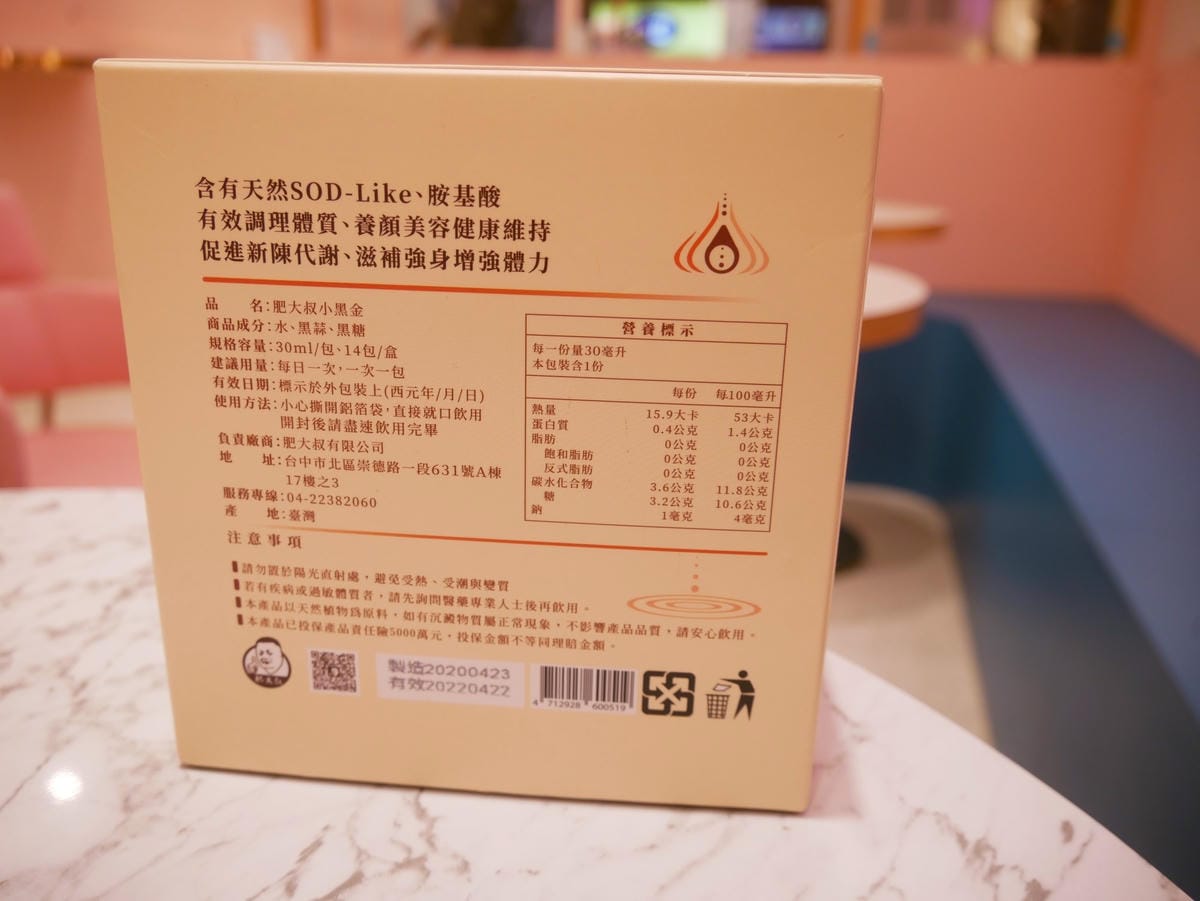 含有天然SOD-Like、胺基酸
有效調理體質、養顏美容健康維持
促進新陳代謝、滋補強身增強體力
品　　名：肥大叔小黑金
商品成分：水、黑蒜、黑糖
規格容量：30ml/包、14包/盒
建議用量：每日一次，一次一包
有效日期：標示於外包裝上(西元年/月/日)
使用方法：小心撕開鋁箔袋，直接就口飲用
開封後請盡速飲用完畢
負責廠商：肥大叔有限公司
地　　址：台中市北區崇德路一段631號A棟
17樓之3
服務專線：04-22382060
產　　地：臺灣
營養標示
每一份量30毫升
本包裝含1份
每份　每100毫升
熱量　15.9大卡　53大卡
蛋白質　0.4公克　1.4公克
脂肪　0公克　0公克
飽和脂肪　0公克　0公克
反式脂肪　0公克　0公克
碳水化合物　3.6公克　11.8公克
糖　3.2公克　10.6公克
鈉　1毫克　4毫克
注意事項
請勿置於陽光直射處，避免受熱、受潮與變質
若有疾病或過敏體質者，請先詢問醫藥專業人士後再飲用。
本產品以天然植物為原料，如有沉澱物質屬正常現象，不影響產品品質，請安心飲用。
本產品已投保產品責任險5000萬元，投保金額不等同理賠金額。
製造20200423
有效20220422
4 712928 600519